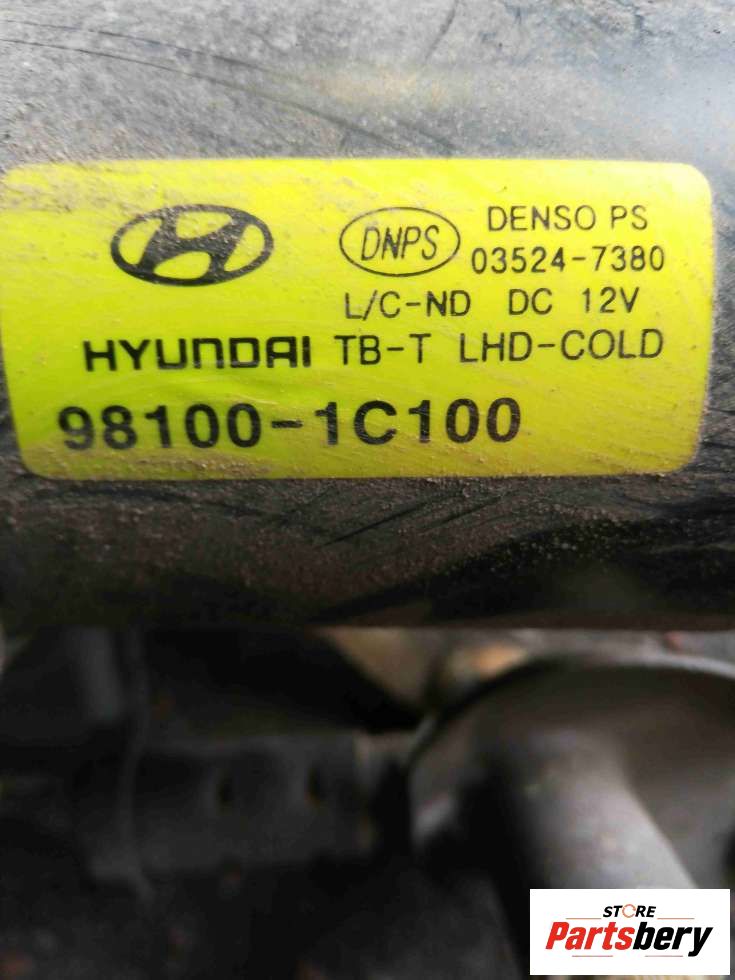 DNPS DENSO PS
03524-7380
L/C-ND DC 12V
HYUNDAI TB-T LHD-COLD
98100-1C100
STORE
Partsbery